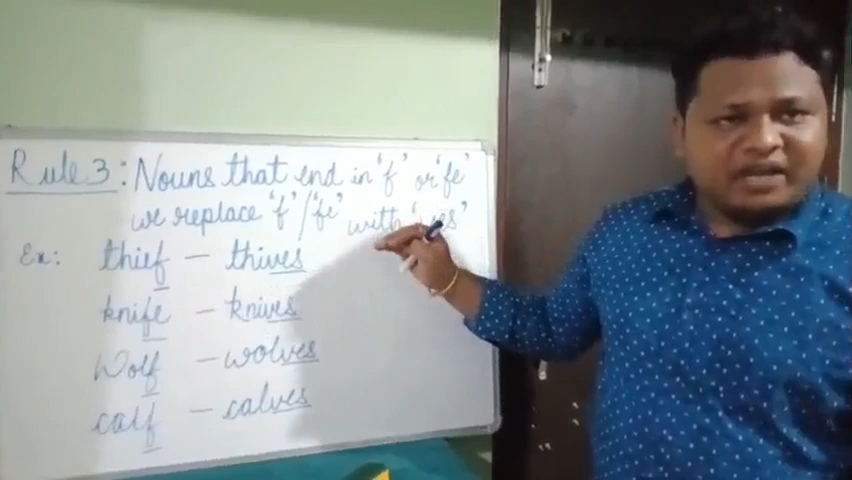 Rule 3 : Nouns that end in 'f' or 'fe'
we replace 'f' / 'fe' with 'ves'
Ex: thief – thives
knife – knives
Wolf – wolves
calf – calves